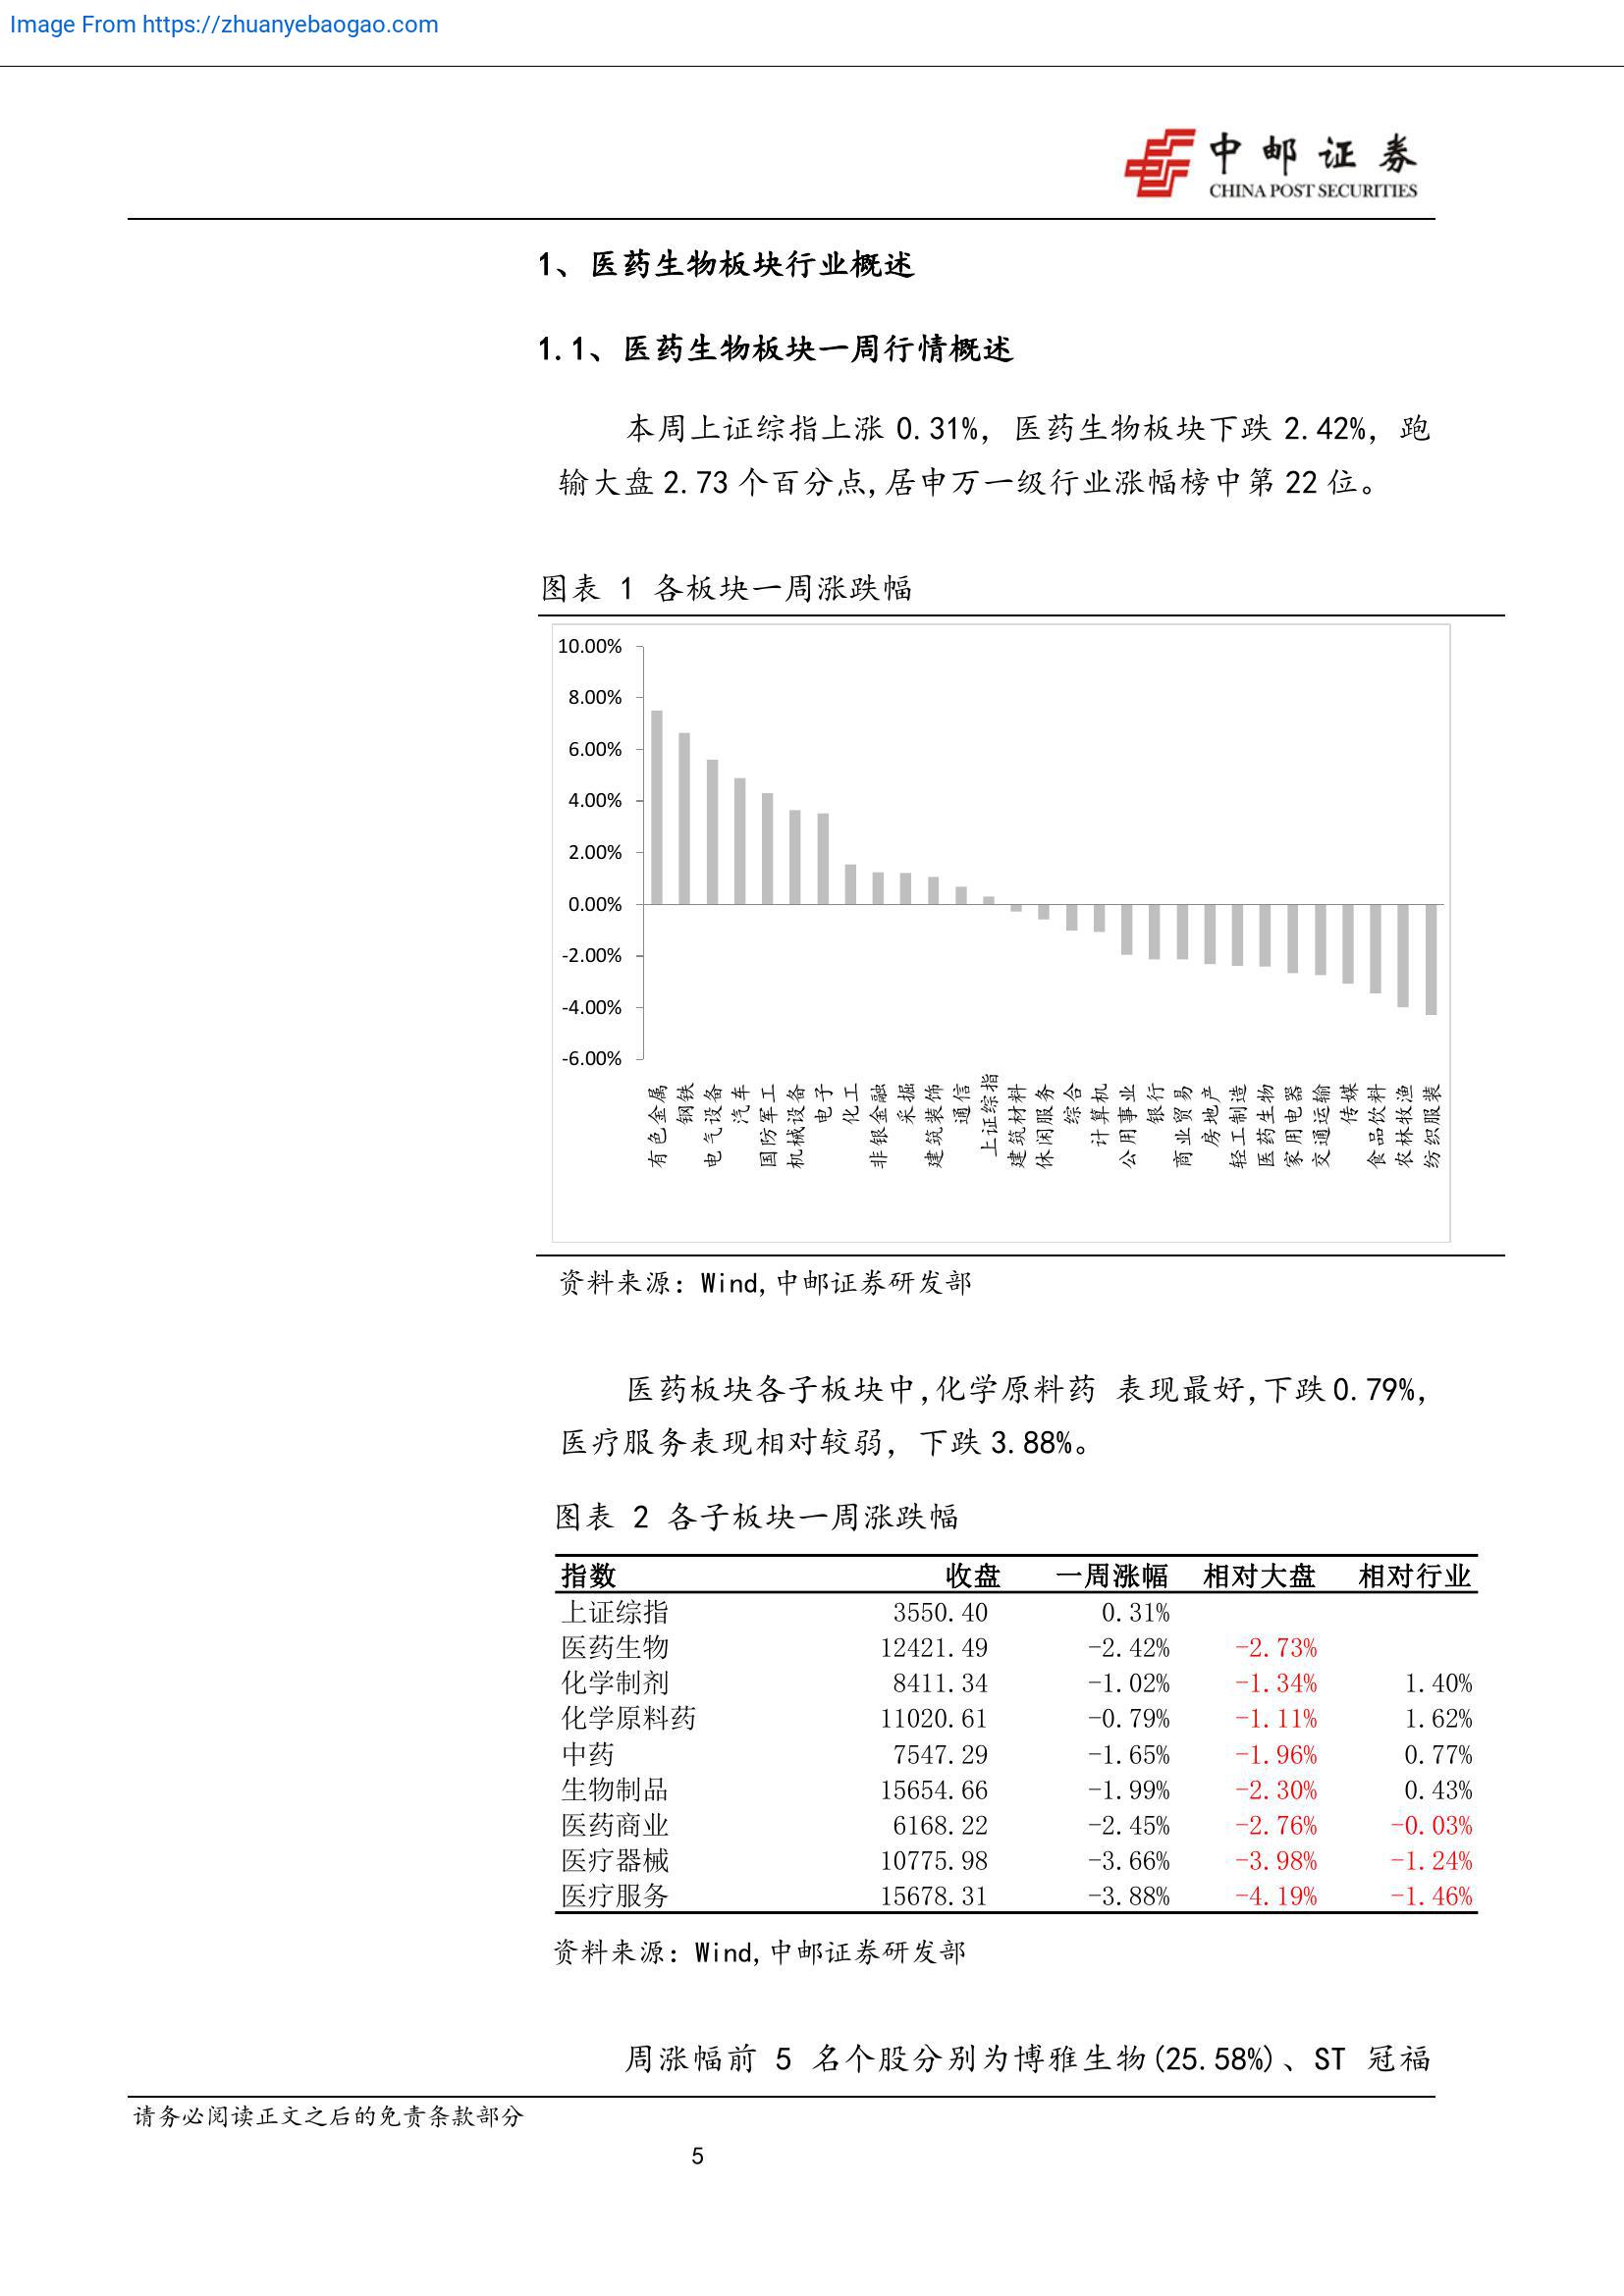 Image From https://zhuanyebaogao.com
中邮证券
CHINA POST SECURITIES
1、医药生物板块行业概述
1.1、医药生物板块一周行情概述
本周上证综指上涨 0.31%，医药生物板块下跌 2.42%，跑
输大盘 2.73 个百分点,居申万一级行业涨幅榜中第 22 位。
图表 1 各板块一周涨跌幅
10.00%
8.00%
6.00%
4.00%
2.00%
0.00%
-2.00%
-4.00%
-6.00%
有色金属
钢铁
电气设备
汽车
国防军工
机械设备
电子
化工
非银金融
采掘
建筑装饰
通信
上证综指
建筑材料
休闲服务
综合
计算机
公用事业
银行
商业贸易
房地产
轻工制造
医药生物
家用电器
交通运输
传媒
食品饮料
农林牧渔
纺织服装
资料来源：Wind,中邮证券研发部
医药板块各子板块中,化学原料药 表现最好,下跌0.79%，
医疗服务表现相对较弱，下跌 3.88%。
图表 2 各子板块一周涨跌幅
指数 收盘 一周涨幅 相对大盘 相对行业
上证综指 3550.40 0.31%
医药生物 12421.49 -2.42% -2.73%
化学制剂 8411.34 -1.02% -1.34% 1.40%
化学原料药 11020.61 -0.79% -1.11% 1.62%
中药 7547.29 -1.65% -1.96% 0.77%
生物制品 15654.66 -1.99% -2.30% 0.43%
医药商业 6168.22 -2.45% -2.76% -0.03%
医疗器械 10775.98 -3.66% -3.98% -1.24%
医疗服务 15678.31 -3.88% -4.19% -1.46%
资料来源：Wind,中邮证券研发部
周涨幅前 5 名个股分别为博雅生物(25.58%)、ST 冠福
请务必阅读正文之后的免责条款部分
5